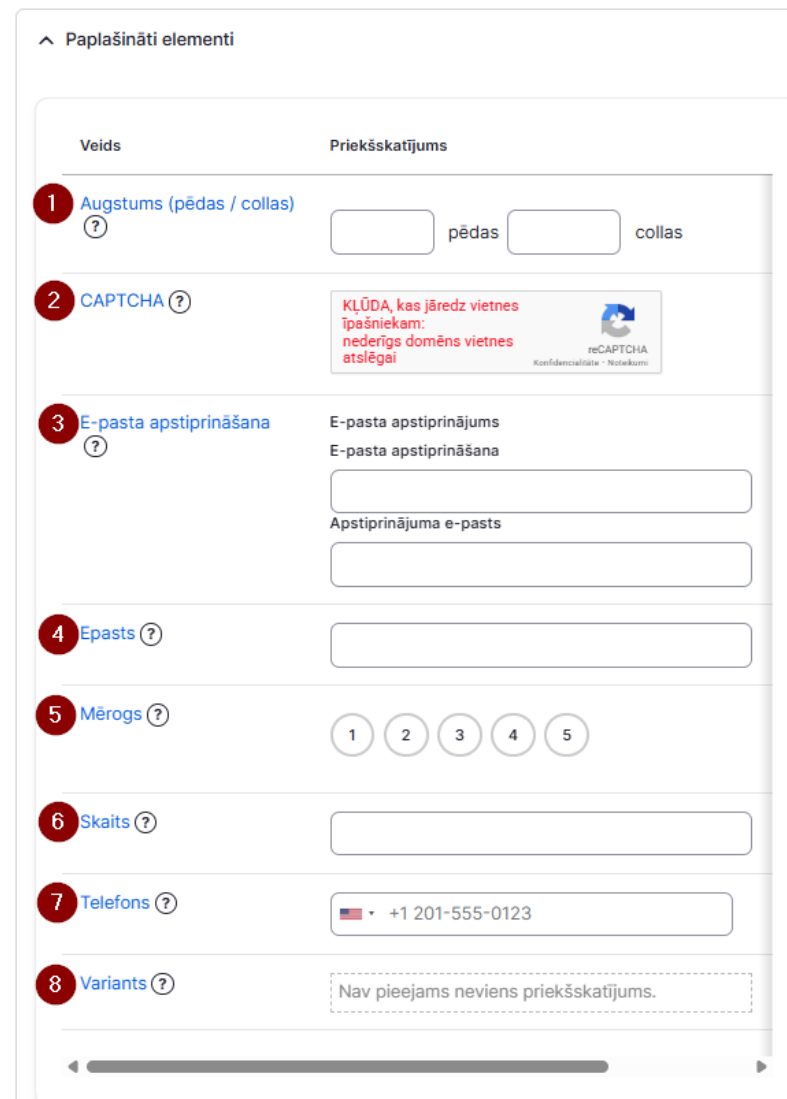 Paplašināti elementi
Veids Priekšskatījums
1 Augstums (pēdas / collas)
?
pēdas collas
2 CAPTCHA ?
KĻŪDA, kas jāredz vietnes
īpašniekam:
nederīgs domēns vietnes
atslēgai
reCAPTCHA
Konfidencialitāte - Noteikumi
3 E-pasta apstiprināšana
?
E-pasta apstiprinājums
E-pasta apstiprināšana
Apstiprinājuma e-pasts
4 Epasts ?
5 Mērogs ?
1 2 3 4 5
6 Skaits ?
7 Telefons ?
+1 201-555-0123
8 Variants ?
Nav pieejams neviens priekšskatījums.